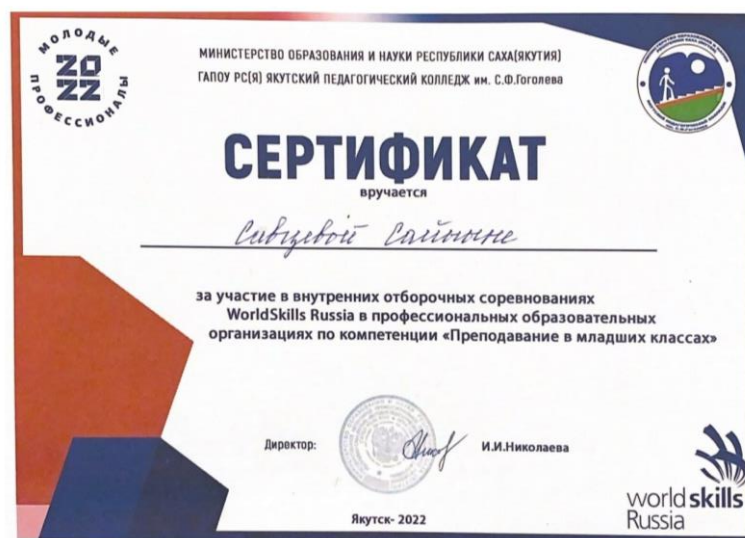 МОЛОДЫЕ
2022
ПРОФЕССИОНАЛЫ
МИНИСТЕРСТВО ОБРАЗОВАНИЯ И НАУКИ РЕСПУБЛИКИ САХА(ЯКУТИЯ)
ГАПОУ РС(Я) ЯКУТСКИЙ ПЕДАГОГИЧЕСКИЙ КОЛЛЕДЖ им. С.Ф.Гоголева
СЕРТИФИКАТ
вручается
Савцевой Сайыыне
за участие в внутренних отборочных соревнованиях
WorldSkills Russia в профессиональных образовательных
организациях по компетенции «Преподавание в младших классах»
Директор:
И.И.Николаева
Якутск- 2022
worldskills
Russia